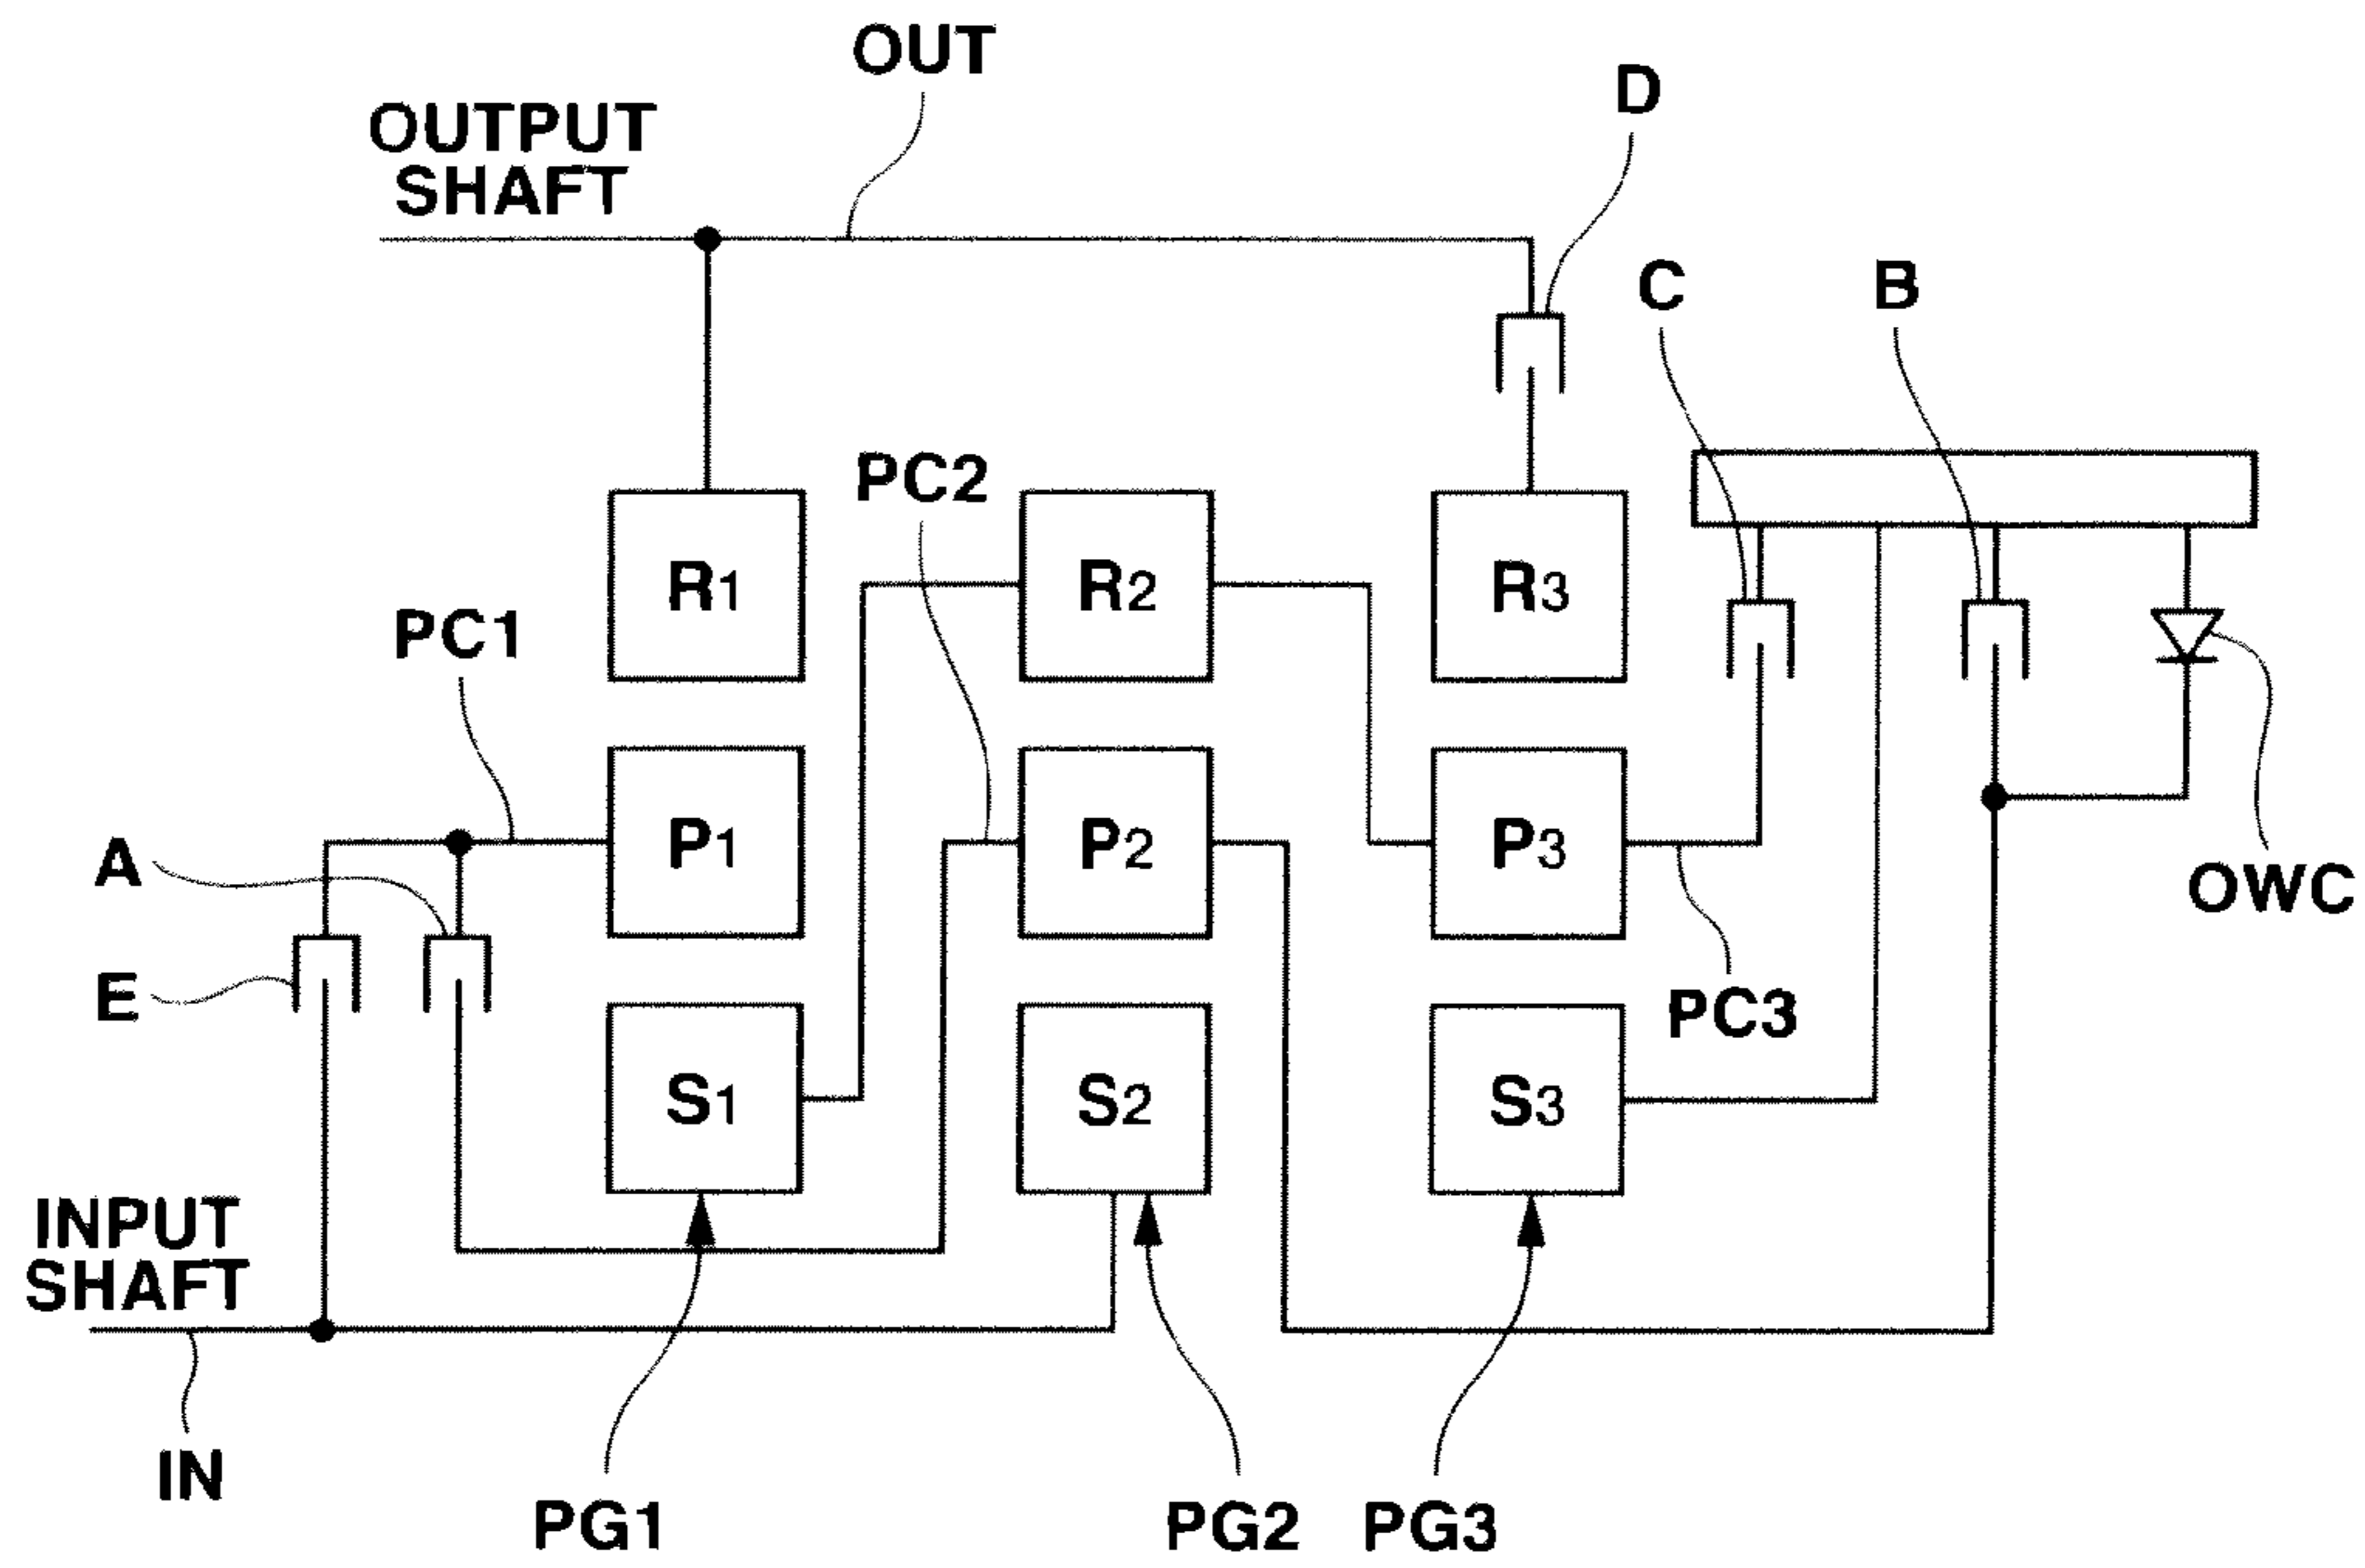 OUT
D
OUTPUT
SHAFT
C
B
PC2
R1
R2
R3
PC1
P1
P2
P3
A
OWC
E
PC3
S1
S2
S3
INPUT
SHAFT
IN
PG1
PG2
PG3